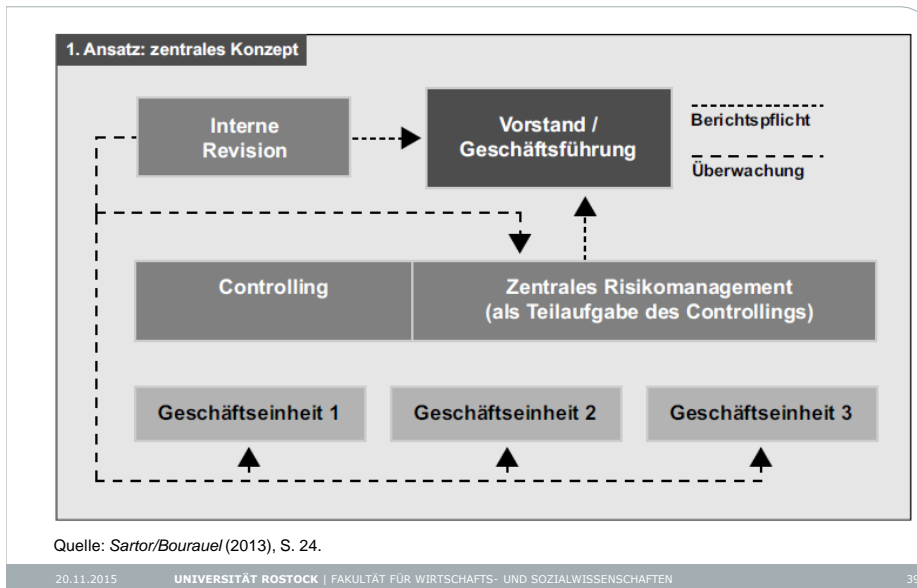 1. Ansatz: zentrales Konzept
Interne
Revision
Vorstand /
Geschäftsführung
Berichtspflicht
Überwachung
Controlling
Zentrales Risikomanagement
(als Teilaufgabe des Controllings)
Geschäftseinheit 1
Geschäftseinheit 2
Geschäftseinheit 3
Quelle: Sartor/Bourauel (2013), S. 24.
20.11.2015 UNIVERSITÄT ROSTOCK | FAKULTÄT FÜR WIRTSCHAFTS- UND SOZIALWISSENSCHAFTEN 39